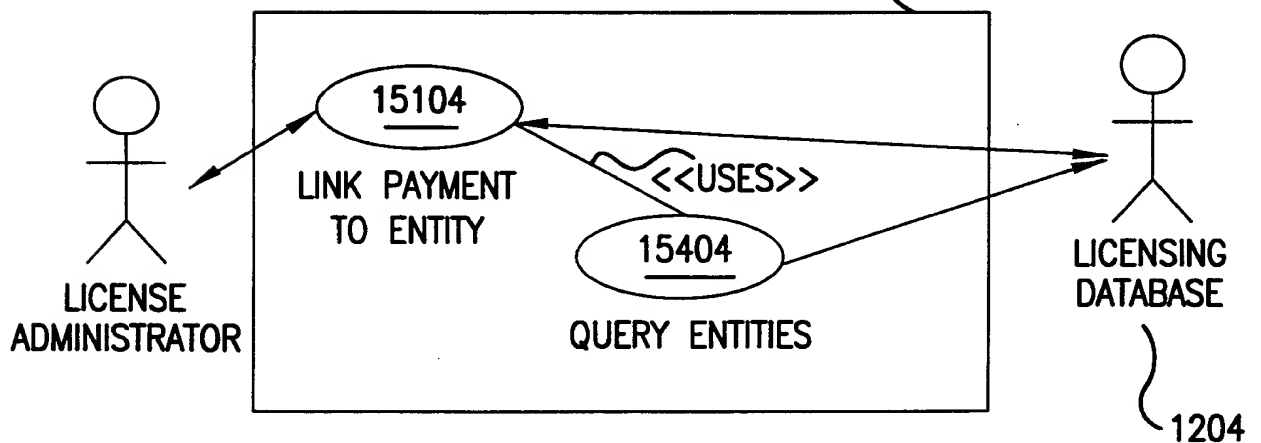 15104
LINK PAYMENT
TO ENTITY
<<USES>>
15404
QUERY ENTITIES
LICENSE
ADMINISTRATOR
LICENSING
DATABASE
1204